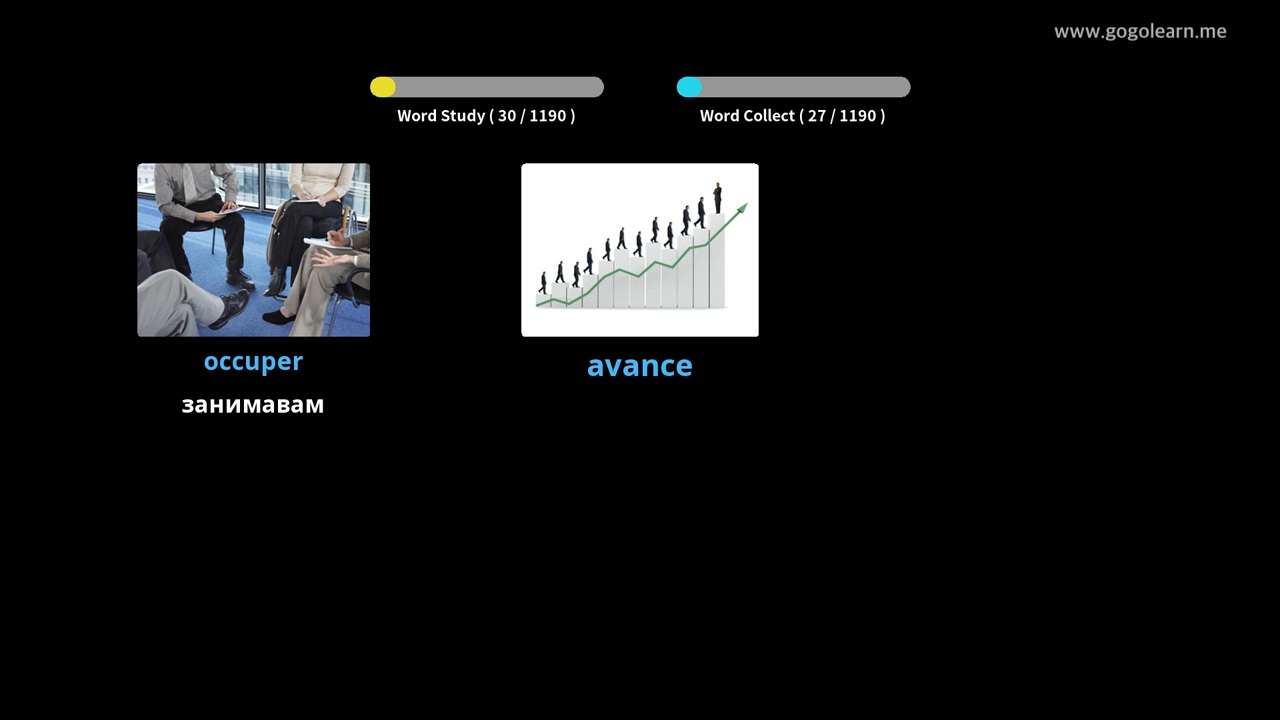 www.gogolearn.me
Word Study ( 30 / 1190 )
Word Collect ( 27 / 1190 )
occuper
занимавам
avance